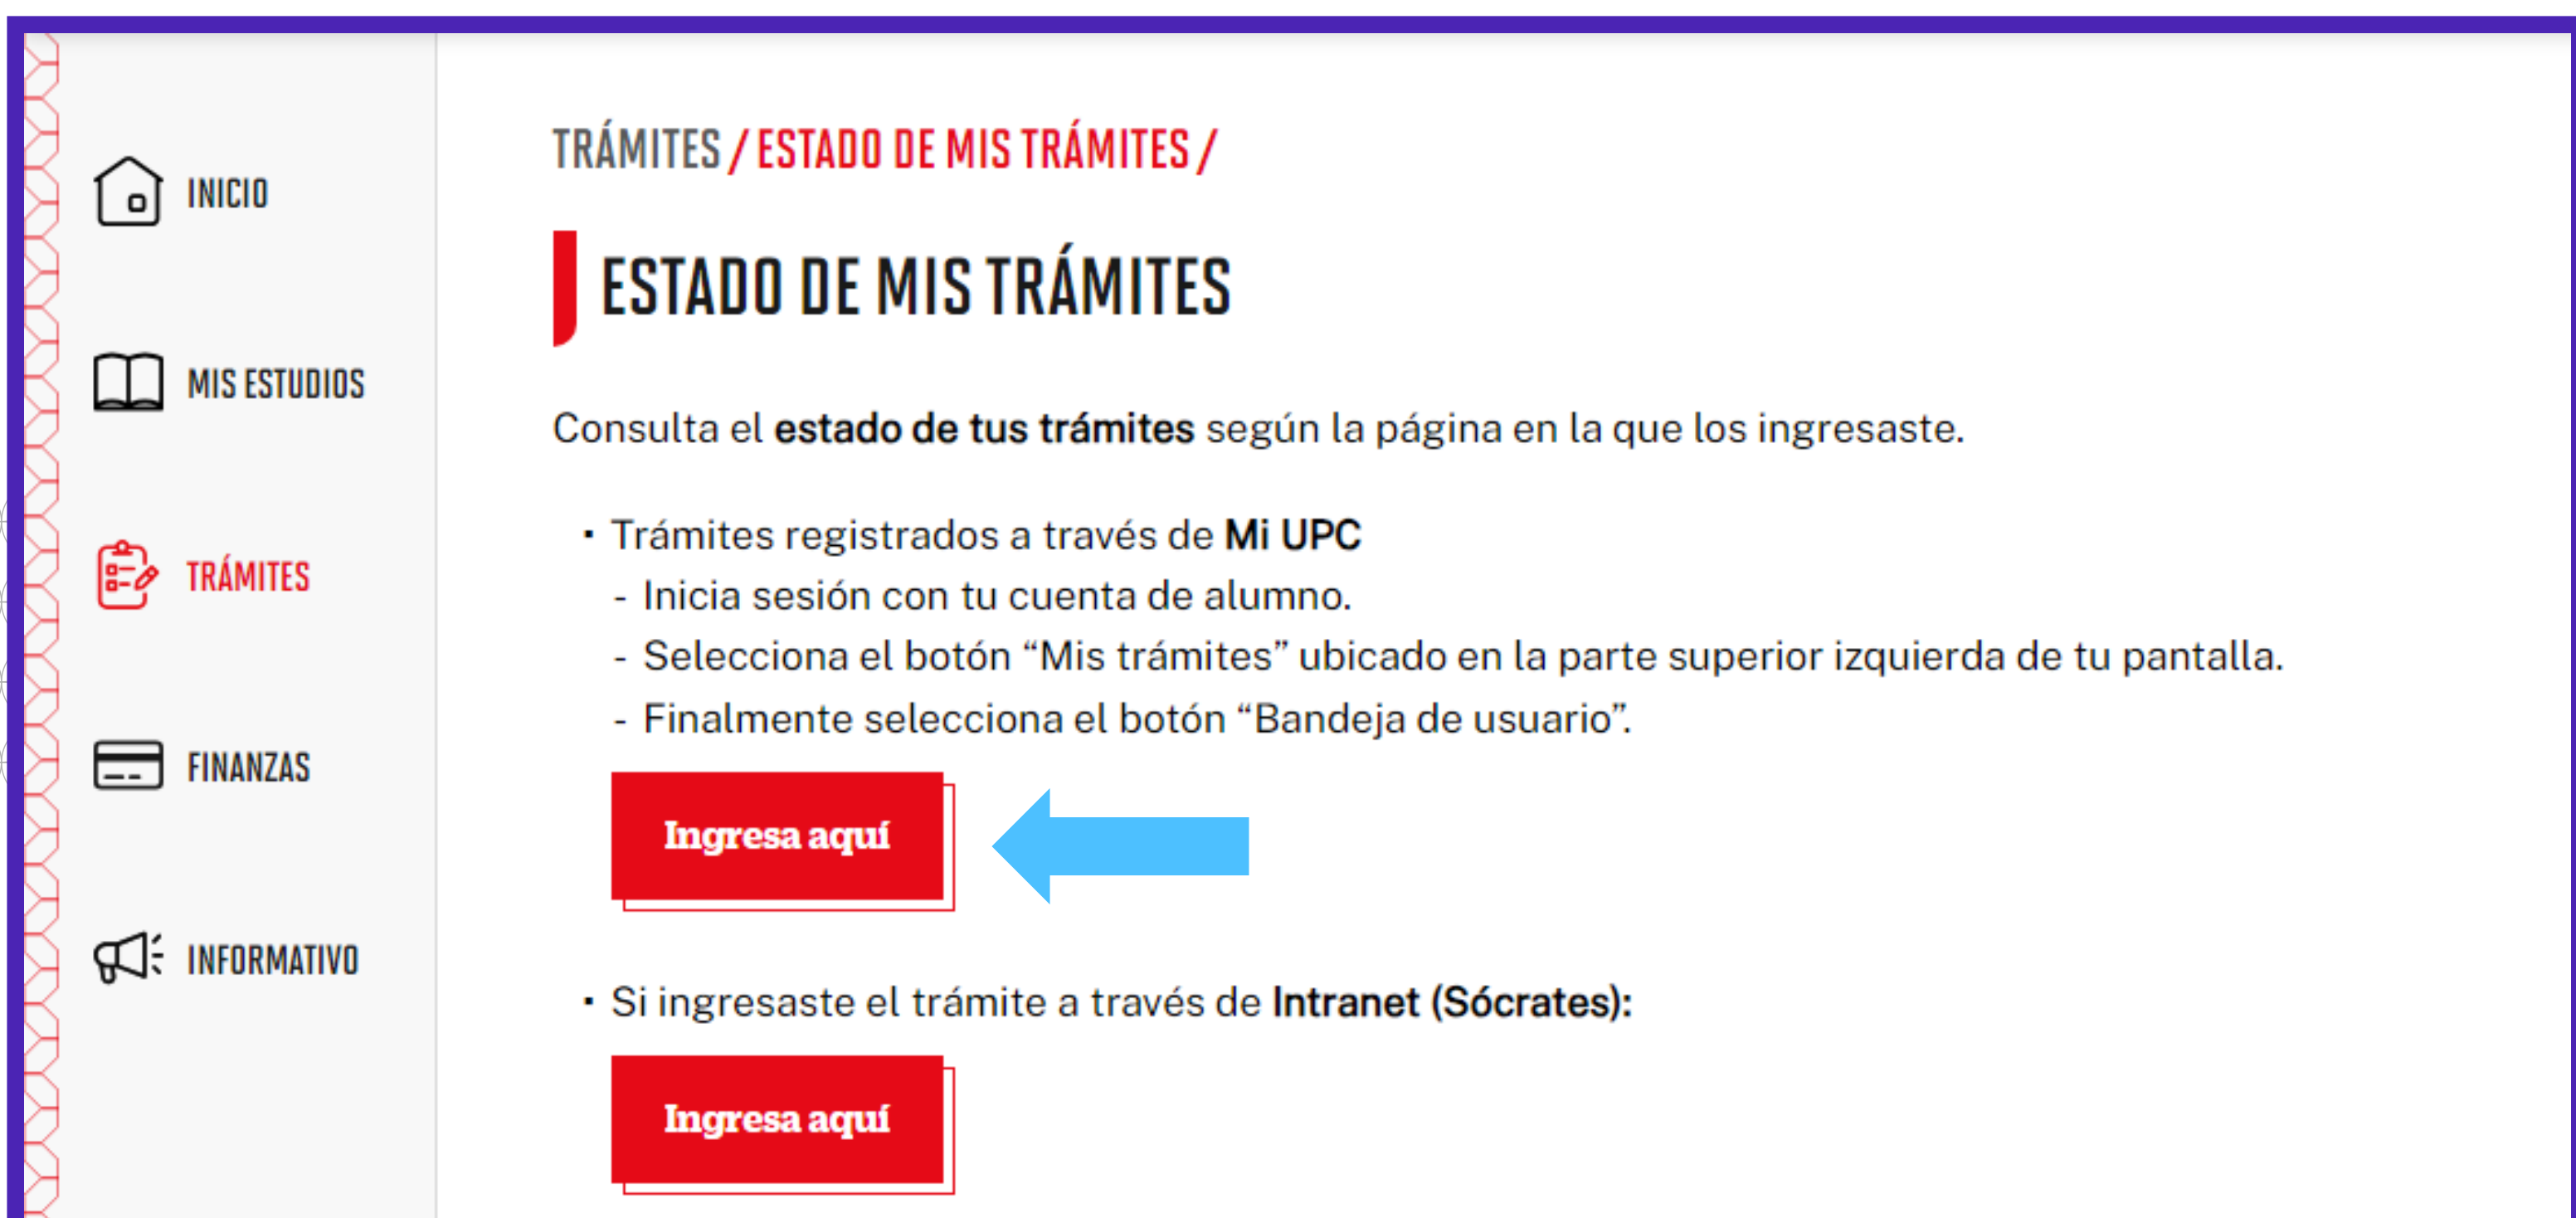 INICIO
MIS ESTUDIOS
TRÁMITES
FINANZAS
INFORMATIVO
TRÁMITES / ESTADO DE MIS TRÁMITES /
ESTADO DE MIS TRÁMITES
Consulta el estado de tus trámites según la página en la que los ingresaste.
· Trámites registrados a través de Mi UPC
- Inicia sesión con tu cuenta de alumno.
- Selecciona el botón “Mis trámites” ubicado en la parte superior izquierda de tu pantalla.
- Finalmente selecciona el botón “Bandeja de usuario”.
Ingresa aquí
· Si ingresaste el trámite a través de Intranet (Sócrates):
Ingresa aquí